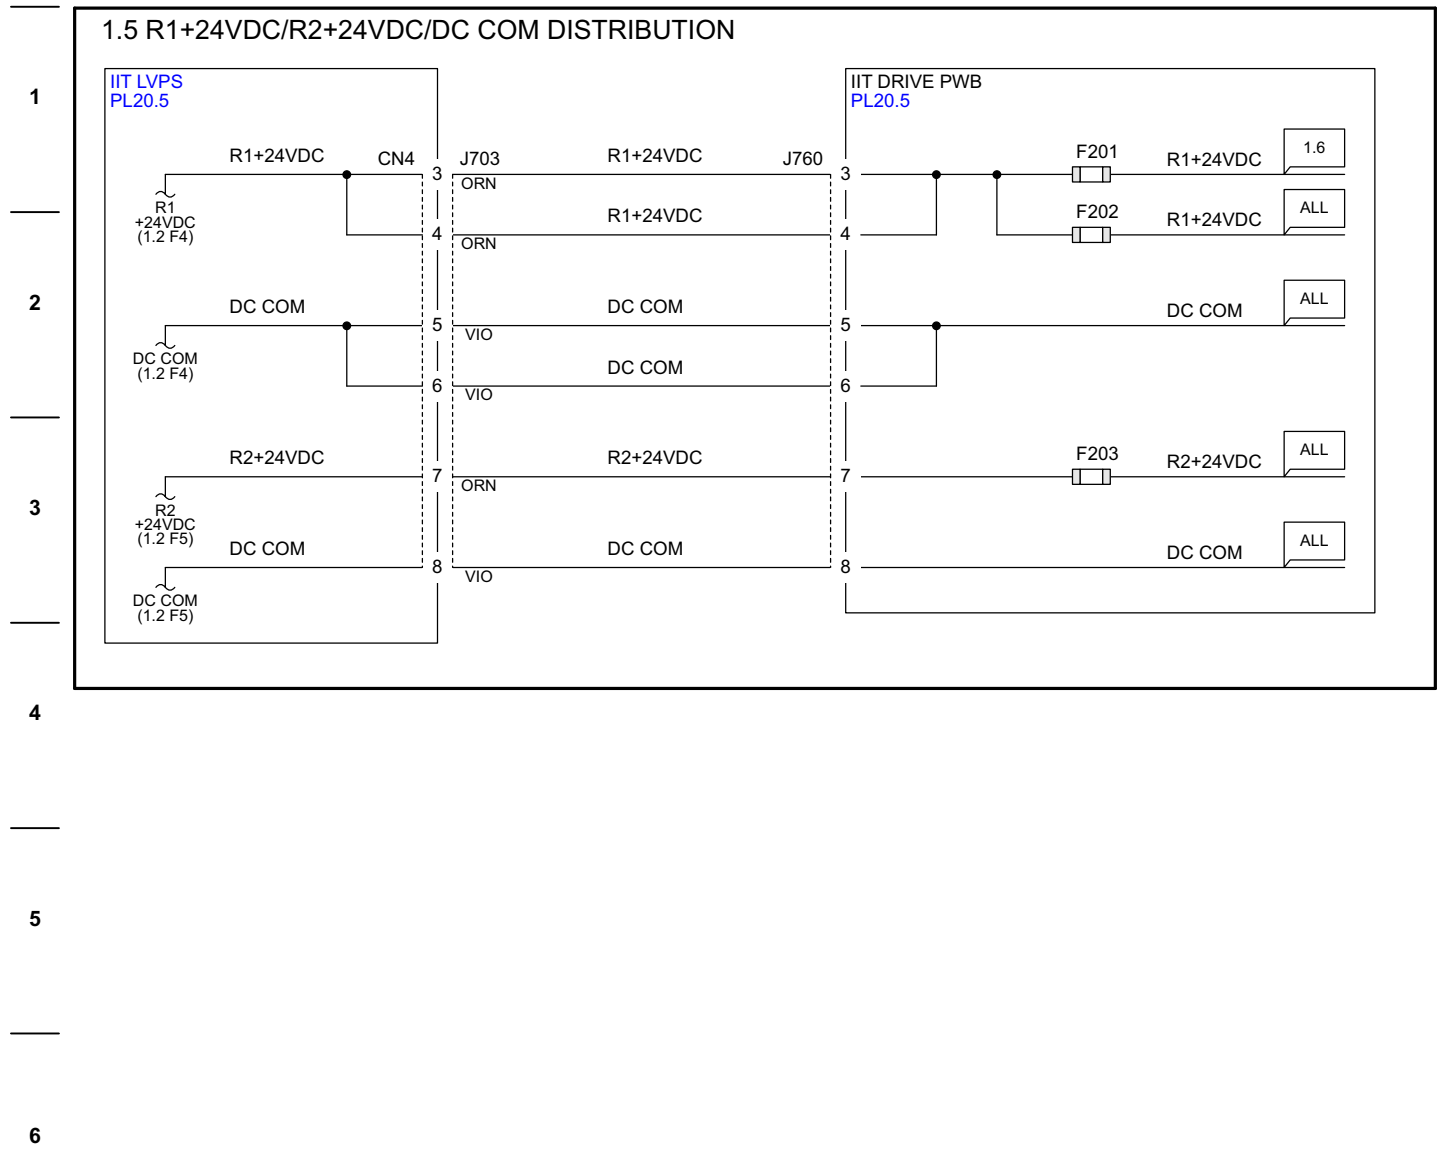 1.5 R1+24VDC/R2+24VDC/DC COM DISTRIBUTION
IIT LVPS
PL20.5
IIT DRIVE PWB
PL20.5
1
R1+24VDC
CN4
3
J703
ORN
R1+24VDC
J760
3
F201
R1+24VDC
1.6
R1
+24VDC
(1.2 F4)
4
ORN
R1+24VDC
4
F202
R1+24VDC
ALL
2
DC COM
5
VIO
DC COM
5
DC COM
ALL
DC COM
(1.2 F4)
6
VIO
DC COM
6
R2+24VDC
7
ORN
R2+24VDC
7
F203
R2+24VDC
ALL
3
R2
+24VDC
(1.2 F5)
DC COM
8
VIO
DC COM
8
DC COM
ALL
DC COM
(1.2 F5)
4
5
6